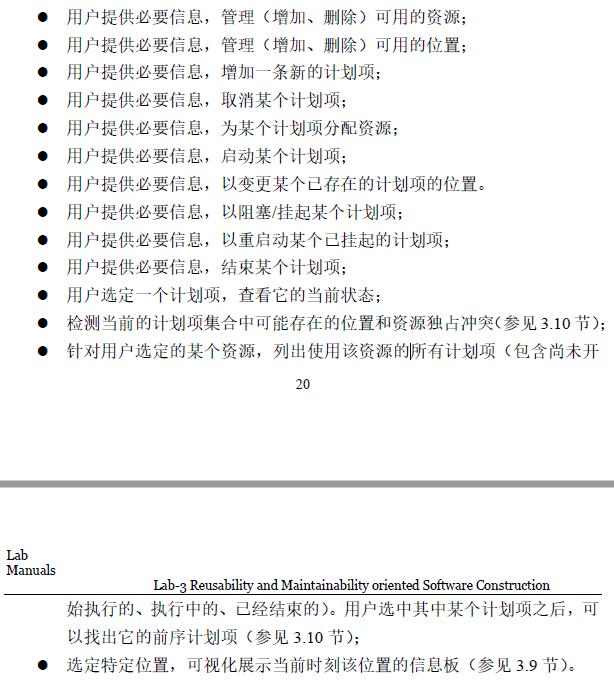 ● 用户提供必要信息，管理（增加、删除）可用的资源；
● 用户提供必要信息，管理（增加、删除）可用的位置；
● 用户提供必要信息，增加一条新的计划项；
● 用户提供必要信息，取消某个计划项；
● 用户提供必要信息，为某个计划项分配资源；
● 用户提供必要信息，启动某个计划项；
● 用户提供必要信息，以变更某个已存在的计划项的位置。
● 用户提供必要信息，以阻塞/挂起某个计划项；
● 用户提供必要信息，以重启动某个已挂起的计划项；
● 用户提供必要信息，结束某个计划项；
● 用户选定一个计划项，查看它的当前状态；
● 检测当前的计划项集合中可能存在的位置和资源独占冲突（参见 3.10 节）；
● 针对用户选定的某个资源，列出使用该资源的所有计划项（包含尚未开
20
Lab
Manuals
Lab-3 Reusability and Maintainability oriented Software Construction
始执行的、执行中的、已经结束的）。用户选中其中某个计划项之后，可
以找出它的前序计划项（参见 3.10 节）；
● 选定特定位置，可视化展示当前时刻该位置的信息板（参见 3.9 节）。